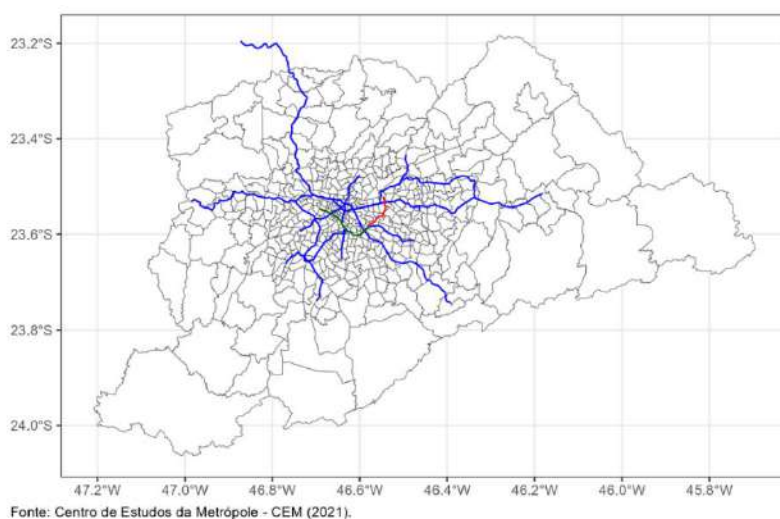 23.2°S
23.4°S
23.6°S
23.8°S
24.0°S
47.2°W 47.0°W 46.8°W 46.6°W 46.4°W 46.2°W 46.0°W 45.8°W
Fonte: Centro de Estudos da Metrópole - CEM (2021).